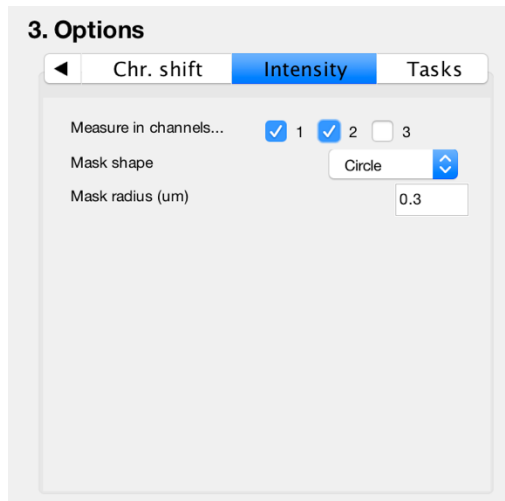 3. Options
◀ Chr. shift Intensity Tasks
Measure in channels... 1 2 3
Mask shape Circle
Mask radius (um) 0.3